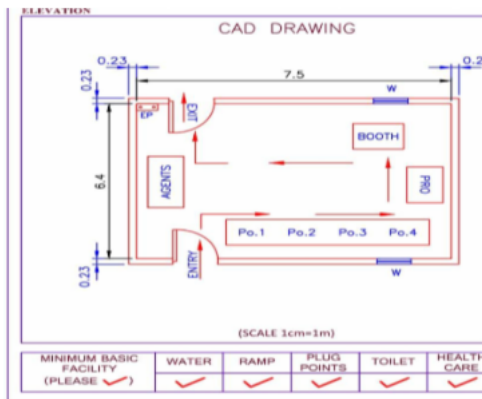 ELEVATION
CAD DRAWING
0.23
7.5
0.2
0.23
EXIT
W
EP
BOOTH
6.4
AGENTS
PRO
Po.1 Po.2 Po.3 Po.4
ENTRY
W
0.23
(SCALE 1cm=1m)
MINIMUM BASIC FACILITY (PLEASE ✓)
WATER
RAMP
PLUG POINTS
TOILET
HEALTH CARE
✓ ✓ ✓ ✓ ✓